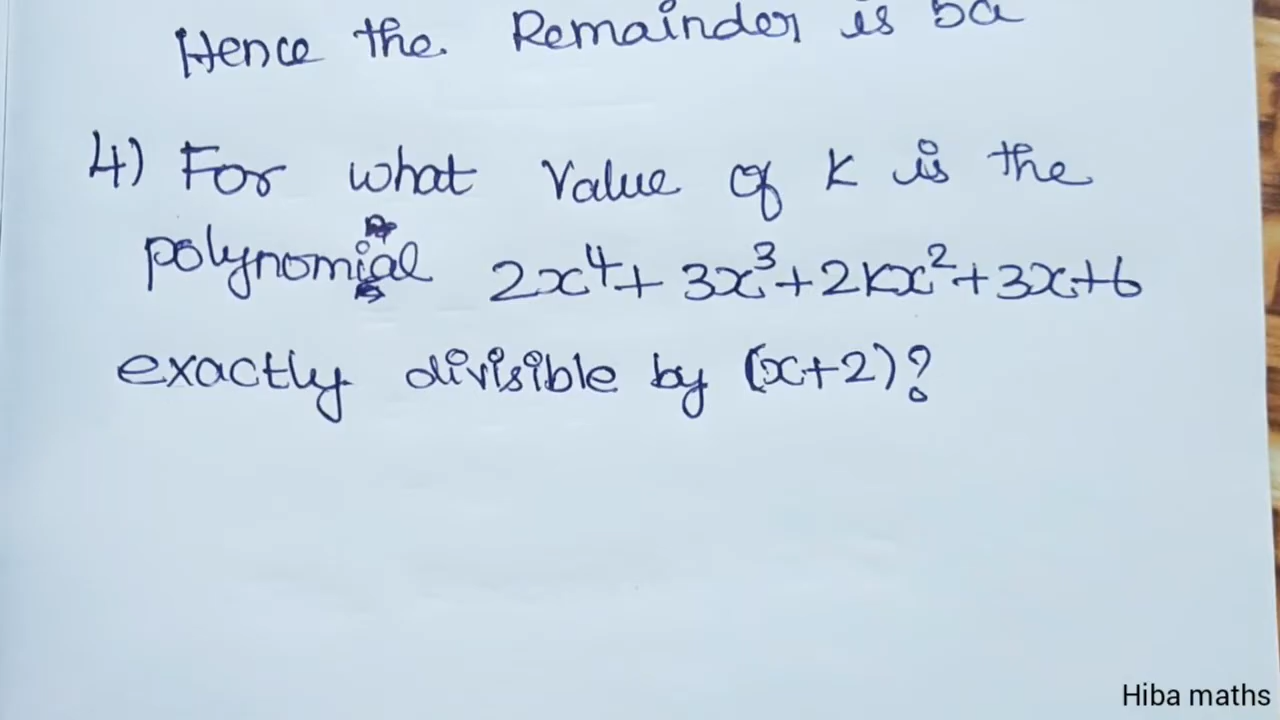 Hence the Remainder is 5a
4) For what Value of K is the
polynomial 2x⁴+ 3x³+2Kx²+3x+6
exactly divisible by (x+2)?
Hiba maths